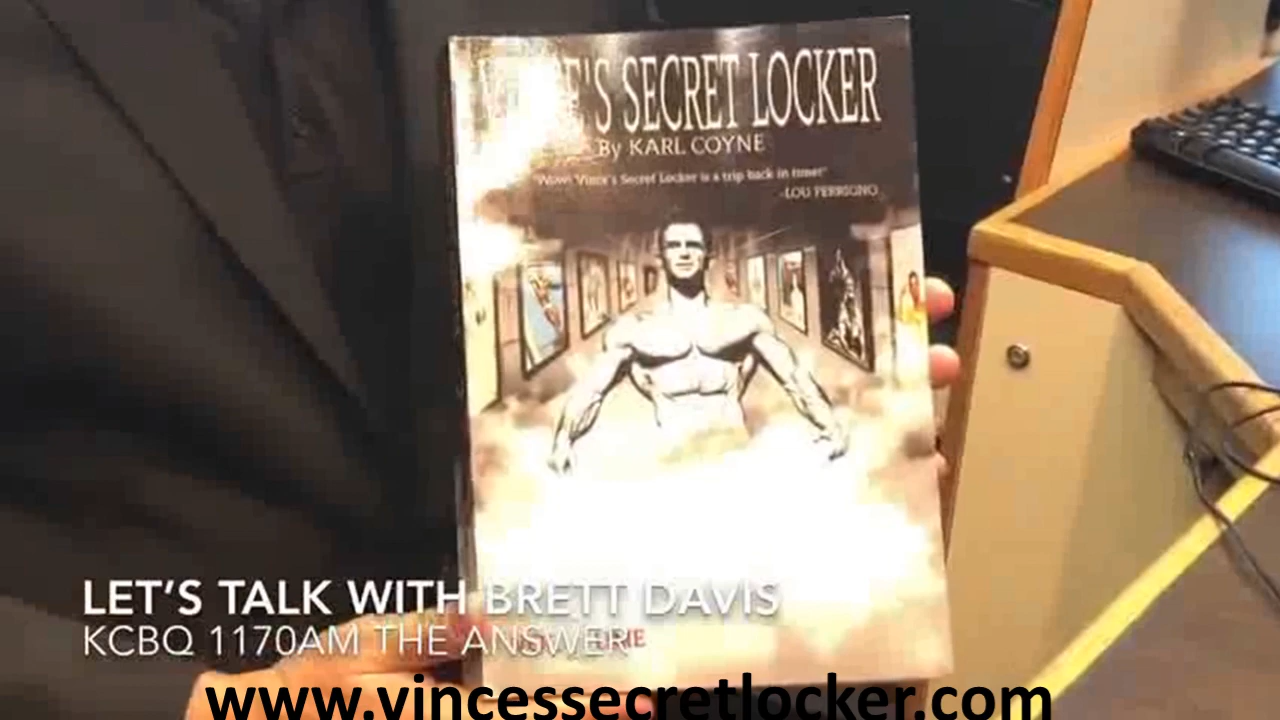 'S SECRET LOCKER
By KARL COYNE
"Wow! Vince's Secret Locker is a trip back in time!"
-LOU FERRIGNO
LET'S TALK WITH BRETT DAVIS
KCBQ 1170AM THE ANSWER
www.vincessecretlocker.com